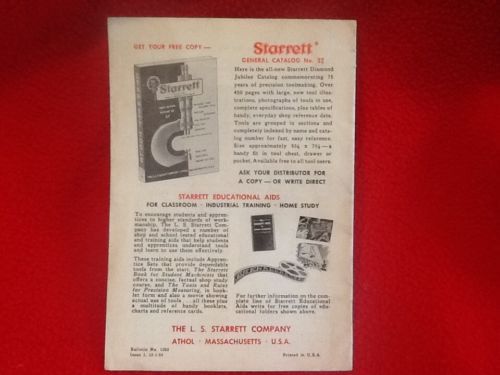 GET YOUR FREE COPY —
Starrett
Starrett
GENERAL CATALOG No. 27
Here is the all-new Starrett Diamond
Jubilee Catalog commemorating 75
years of precision toolmaking. Over
450 pages with large, new tool illus-
trations, photographs of tools in use,
complete specifications, plus tables of
handy, everyday shop reference data.
Tools are grouped in sections and
completely indexed by name and cata-
log number for fast, easy reference.
Size approximately 5¼ x 7¾ — a
handy fit in tool chest, drawer or
pocket. Available free to all tool users.
ASK YOUR DISTRIBUTOR FOR
A COPY — OR WRITE DIRECT
STARRETT EDUCATIONAL AIDS
FOR CLASSROOM · INDUSTRIAL TRAINING · HOME STUDY
To encourage students and appren-
tices to higher standards of work-
manship, The L. S. Starrett Com-
pany has developed a number of
shop and school tested educational
and training aids that help students
and apprentices understand tools
and learn to use them effectively.
These training aids include Appren-
tice Sets that provide dependable
tools from the start, The Starrett
Book for Student Machinists that
offers a concise, factual shop study
course, and The Tools and Rules
for Precision Measuring, in book-
let form and also a movie showing
actual use of tools . . . all these plus
a multitude of handy booklets,
charts and reference cards.
For further information on the
complete line of Starrett Educational
Aids write for free copies of edu-
cational folders shown above.
THE L. S. STARRETT COMPANY
ATHOL · MASSACHUSETTS · U.S.A.
Bulletin No.
Printed in U.S.A.